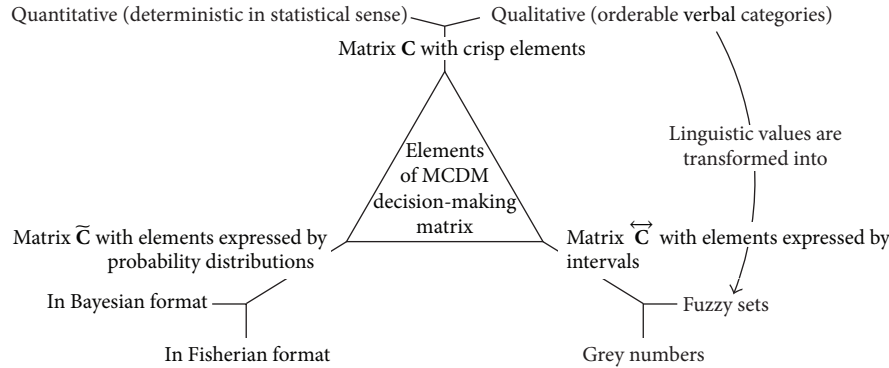 Quantitative (deterministic in statistical sense)
Qualitative (orderable verbal categories)
Matrix C with crisp elements
Linguistic values are
transformed into
Elements
of MCDM
decision-making
matrix
Matrix C̃ with elements expressed by
probability distributions
Matrix C⃡ with elements expressed by
intervals
In Bayesian format
Fuzzy sets
In Fisherian format
Grey numbers